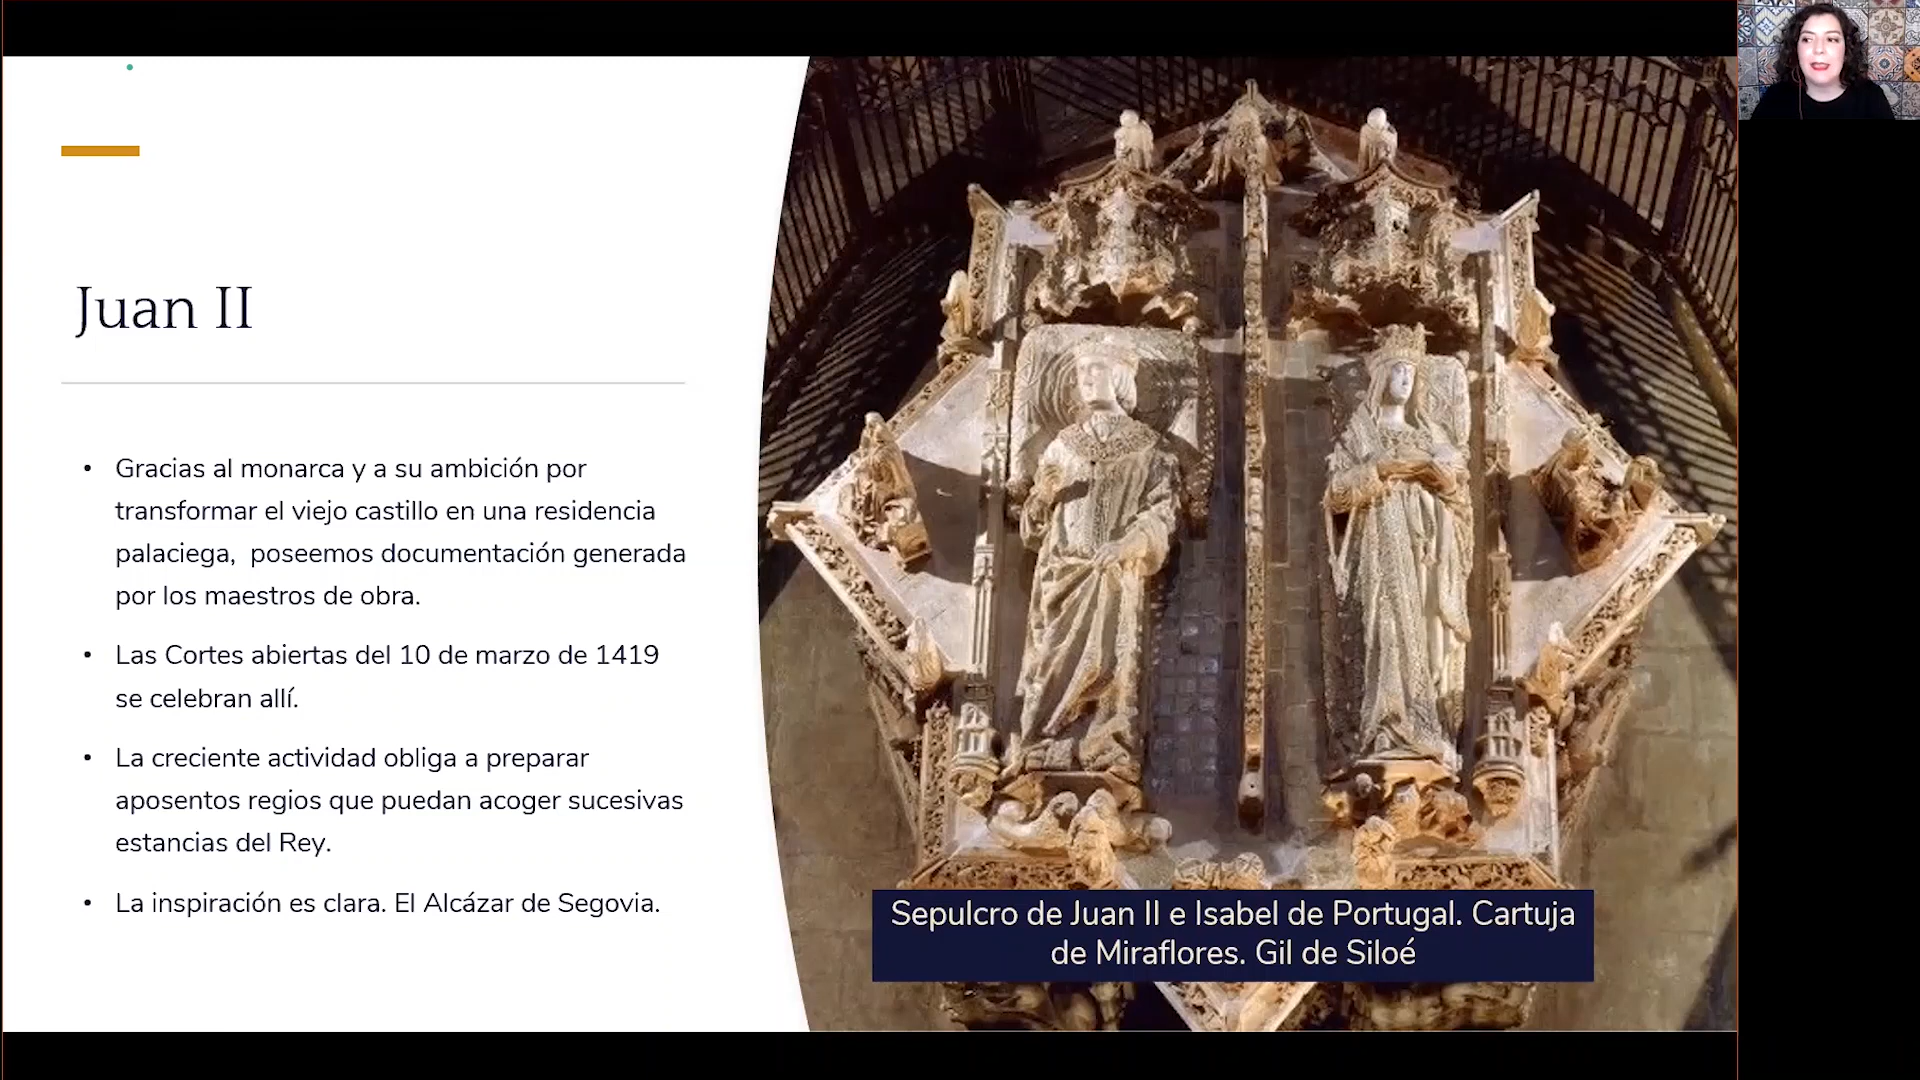 Juan II
• Gracias al monarca y a su ambición por
transformar el viejo castillo en una residencia
palaciega, poseemos documentación generada
por los maestros de obra.
• Las Cortes abiertas del 10 de marzo de 1419
se celebran allí.
• La creciente actividad obliga a preparar
aposentos regios que puedan acoger sucesivas
estancias del Rey.
• La inspiración es clara. El Alcázar de Segovia.
Sepulcro de Juan II e Isabel de Portugal. Cartuja
de Miraflores. Gil de Siloé